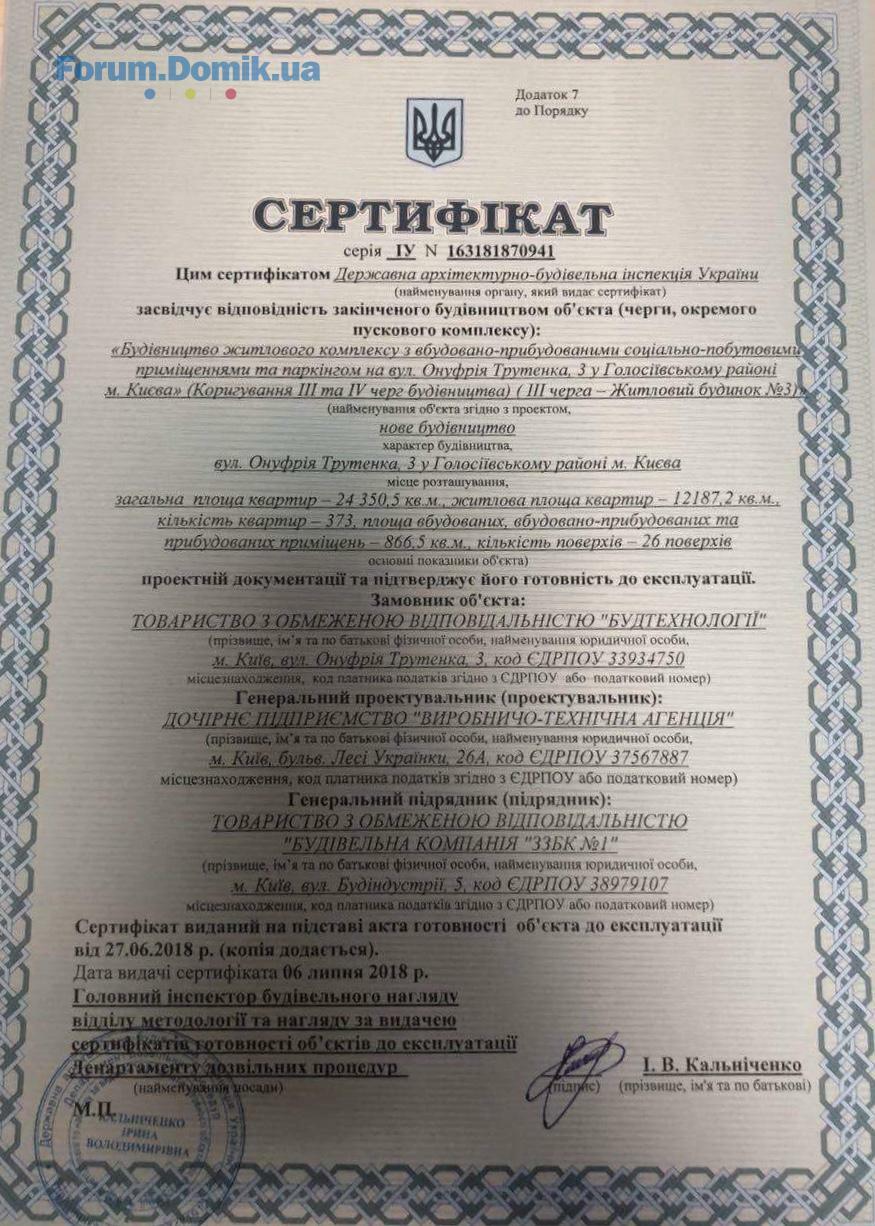 Forum.Domik.ua
Додаток 7
до Порядку
СЕРТИФІКАТ
серія ІУ N 163181870941
Цим сертифікатом Державна архітектурно-будівельна інспекція України
(найменування органу, який видає сертифікат)
засвідчує відповідність закінченого будівництвом об'єкта (черги, окремого
пускового комплексу):
«Будівництво житлового комплексу з вбудовано-прибудованими соціально-побутовими
приміщеннями та паркінгом на вул. Онуфрія Трутенка, 3 у Голосіївському районі
м. Києва» (Коригування ІІІ та IV черг будівництва) ( ІІІ черга – Житловий будинок №3)»
(найменування об'єкта згідно з проектом,
нове будівництво
характер будівництва,
вул. Онуфрія Трутенка, 3 у Голосіївському районі м. Києва
місце розташування,
загальна площа квартир – 24 350,5 кв.м., житлова площа квартир – 12187,2 кв.м.,
кількість квартир – 373, площа вбудованих, вбудовано-прибудованих та
прибудованих приміщень – 866,5 кв.м., кількість поверхів – 26 поверхів
основні показники об'єкта)
проектній документації та підтверджує його готовність до експлуатації.
Замовник об'єкта:
ТОВАРИСТВО З ОБМЕЖЕНОЮ ВІДПОВІДАЛЬНІСТЮ "БУДТЕХНОЛОГІЇ"
(прізвище, ім'я та по батькові фізичної особи, найменування юридичної особи,
м. Київ, вул. Онуфрія Трутенка, 3, код ЄДРПОУ 33934750
місцезнаходження, код платника податків згідно з ЄДРПОУ або податковий номер)
Генеральний проектувальник (проектувальник):
ДОЧІРНЄ ПІДПРИЄМСТВО "ВИРОБНИЧО-ТЕХНІЧНА АГЕНЦІЯ"
(прізвище, ім'я та по батькові фізичної особи, найменування юридичної особи,
м. Київ, бульв. Лесі Українки, 26А, код ЄДРПОУ 37567887
місцезнаходження, код платника податків згідно з ЄДРПОУ або податковий номер)
Генеральний підрядник (підрядник):
ТОВАРИСТВО З ОБМЕЖЕНОЮ ВІДПОВІДАЛЬНІСТЮ
"БУДІВЕЛЬНА КОМПАНІЯ "ЗЗБК №1"
(прізвище, ім'я та по батькові фізичної особи, найменування юридичної особи,
м. Київ, вул. Будіндустрії, 5, код ЄДРПОУ 38979107
місцезнаходження, код платника податків згідно з ЄДРПОУ або податковий номер)
Сертифікат виданий на підставі акта готовності об'єкта до експлуатації
від 27.06.2018 р. (копія додається).
Дата видачі сертифіката 06 липня 2018 р.
Головний інспектор будівельного нагляду
відділу методології та нагляду за видачею
сертифікатів готовності об'єктів до експлуатації
Департаменту дозвільних процедур
І. В. Кальніченко
(найменування посади)
(підпис)
(прізвище, ім'я та по батькові)
М.П.
КАЛЬНІЧЕНКО
ІРИНА
ВОЛОДИМИРІВНА